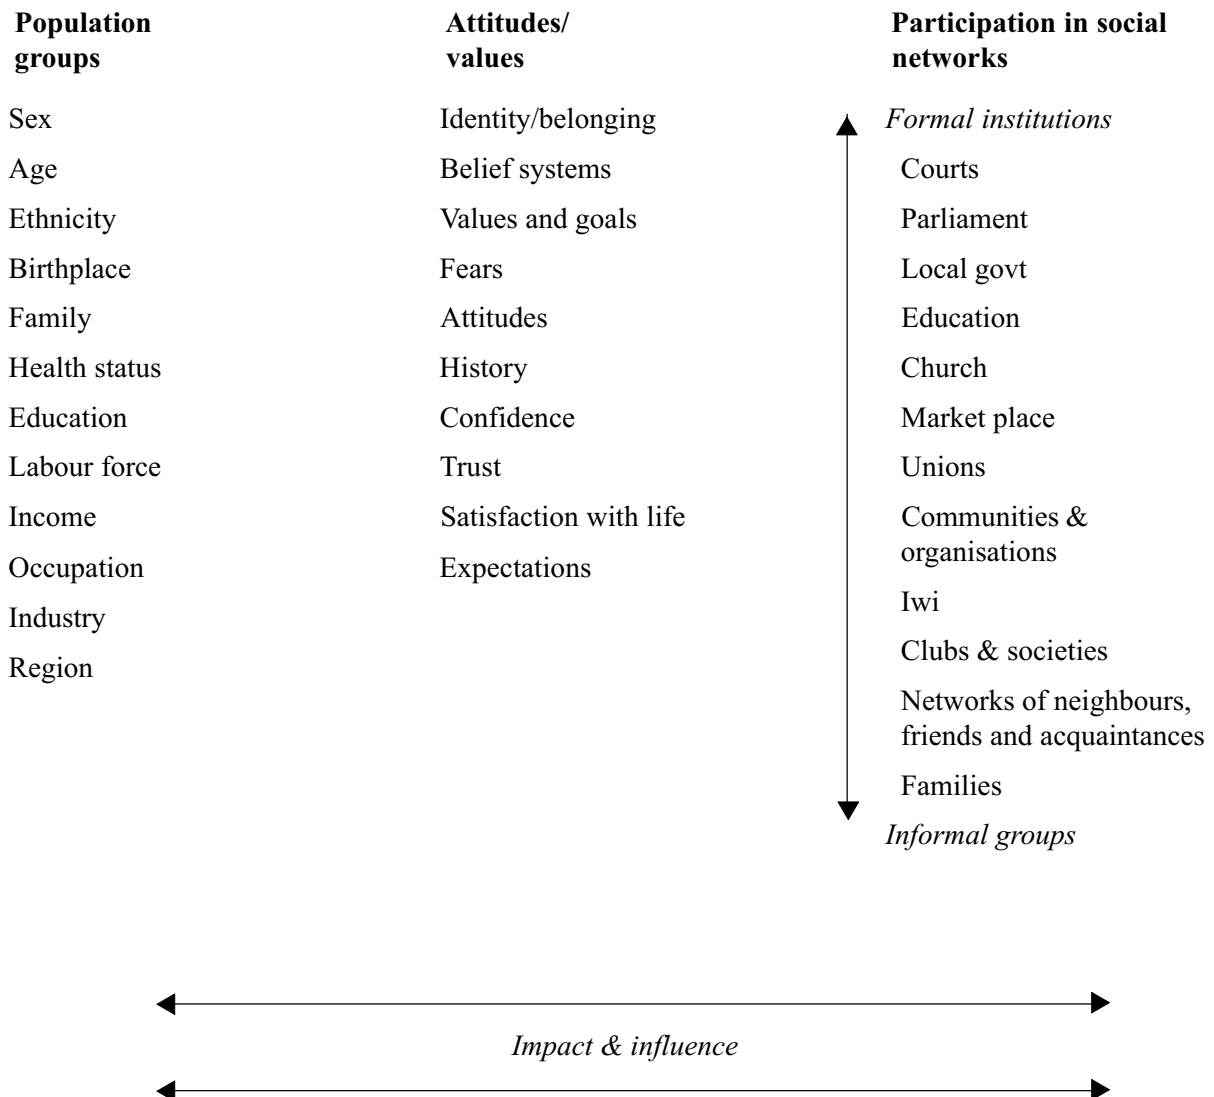 Population
groups
Sex
Age
Ethnicity
Birthplace
Family
Health status
Education
Labour force
Income
Occupation
Industry
Region
Attitudes/
values
Identity/belonging
Belief systems
Values and goals
Fears
Attitudes
History
Confidence
Trust
Satisfaction with life
Expectations
Participation in social
networks
Formal institutions
Courts
Parliament
Local govt
Education
Church
Market place
Unions
Communities &
organisations
Iwi
Clubs & societies
Networks of neighbours,
friends and acquaintances
Families
Informal groups
Impact & influence